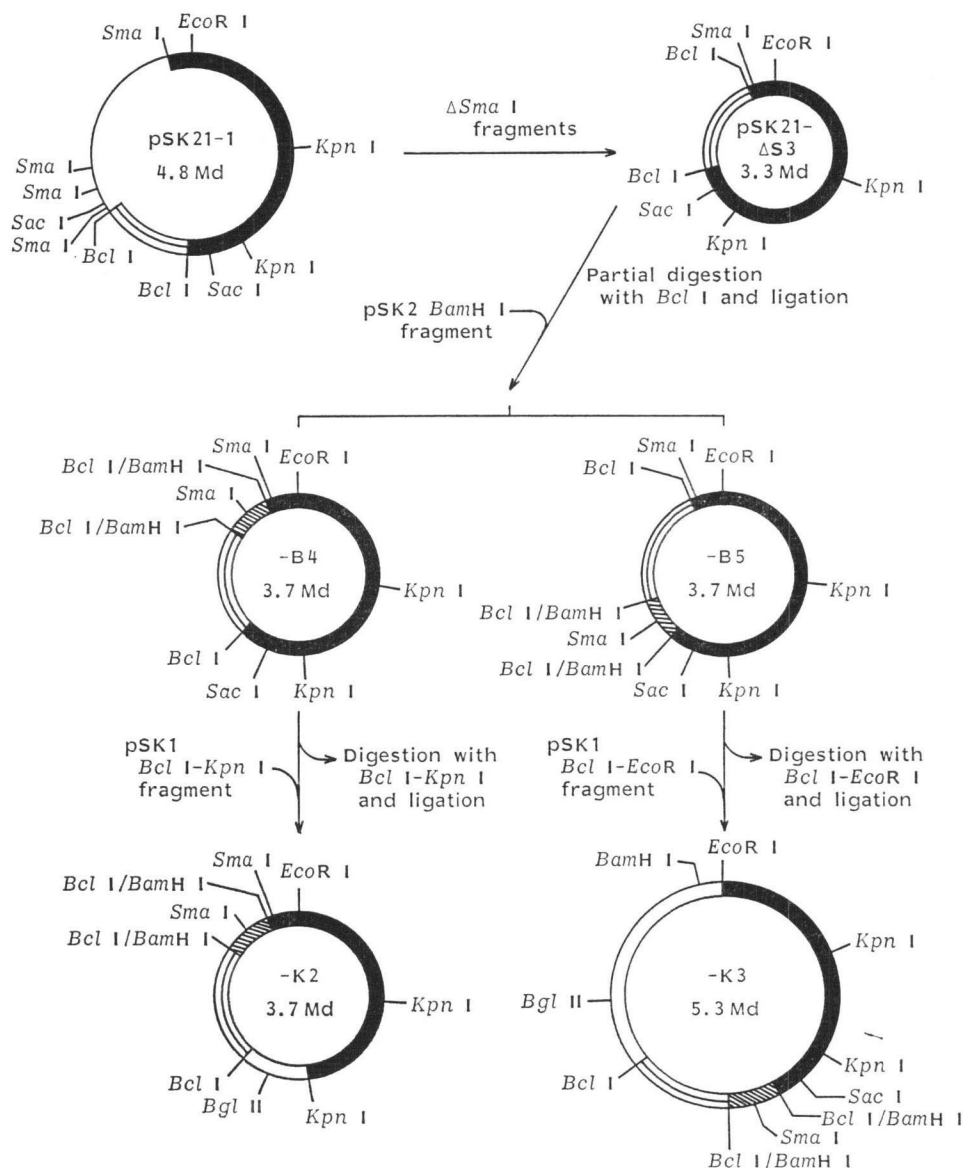 EcoR I
Sma I
pSK21-1
4.8 Md
Kpn I
Sma I
Sma I
Sac I
Sma I
Bcl I
Bcl I
Sac I
Kpn I
ΔSma I
fragments
Sma I
EcoR I
Bcl I
pSK21-
ΔS3
3.3 Md
Bcl I
Sac I
Kpn I
Kpn I
Partial digestion
with Bcl I and ligation
pSK2 BamH I
fragment
Sma I
EcoR I
Bcl I/BamH I
Sma I
Bcl I/BamH I
-B4
3.7 Md
Kpn I
Bcl I
Sac I
Kpn I
Sma I
EcoR I
Bcl I
-B5
3.7 Md
Kpn I
Bcl I/BamH I
Sma I
Bcl I/BamH I
Sac I
Kpn I
pSK1
Bcl I-Kpn I
fragment
Digestion with
Bcl I-Kpn I
and ligation
pSK1
Bcl I-EcoR I
fragment
Digestion with
Bcl I-EcoR I
and ligation
Sma I
EcoR I
Bcl I/BamH I
Sma I
Bcl I/BamH I
-K2
3.7 Md
Kpn I
Bcl I
Bgl II
Kpn I
EcoR I
BamH I
Kpn I
-K3
5.3 Md
Bgl II
Kpn I
Bcl I
Sac I
Bcl I/BamH I
Sma I
Bcl I/BamH I